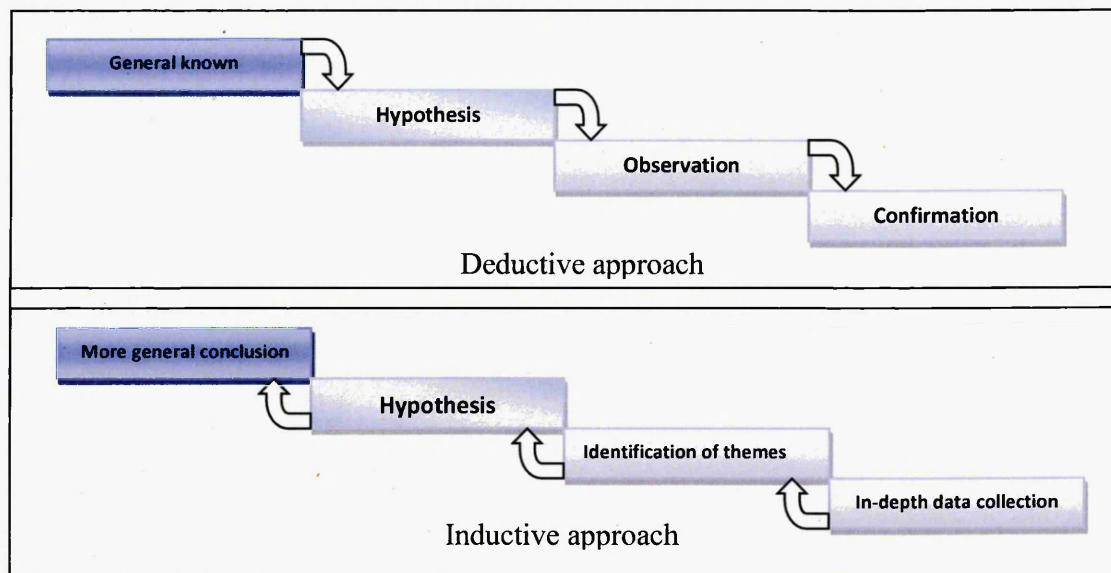 General known
Hypothesis
Observation
Confirmation
Deductive approach
More general conclusion
Hypothesis
Identification of themes
In-depth data collection
Inductive approach